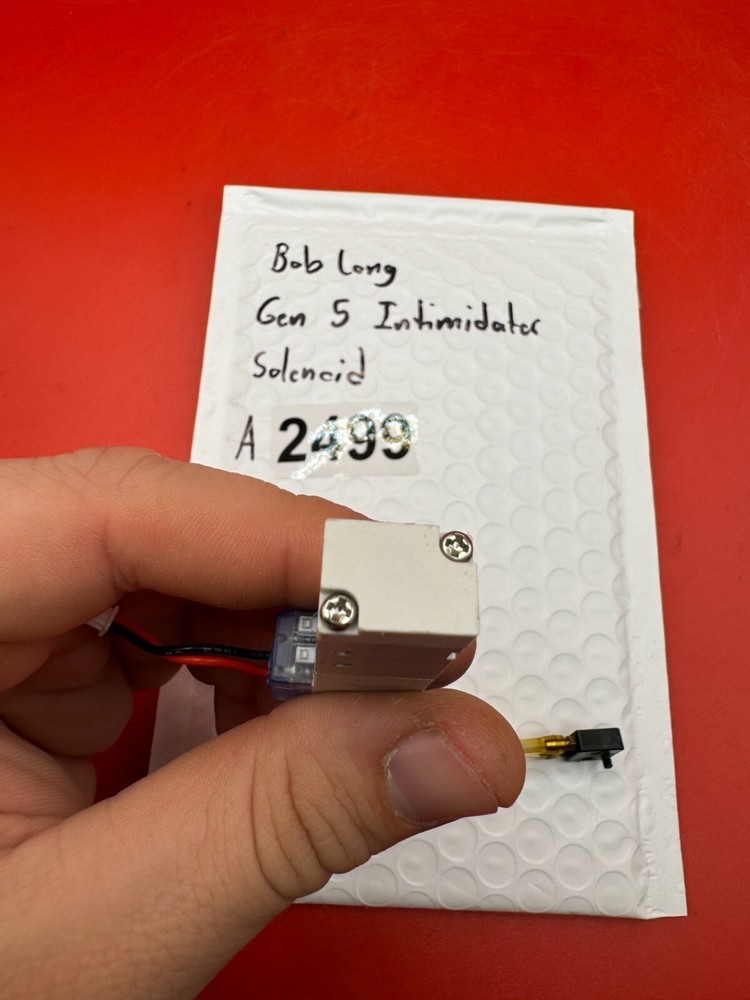 Bob Long
Gen 5 Intimidator
Solenoid
A 2499